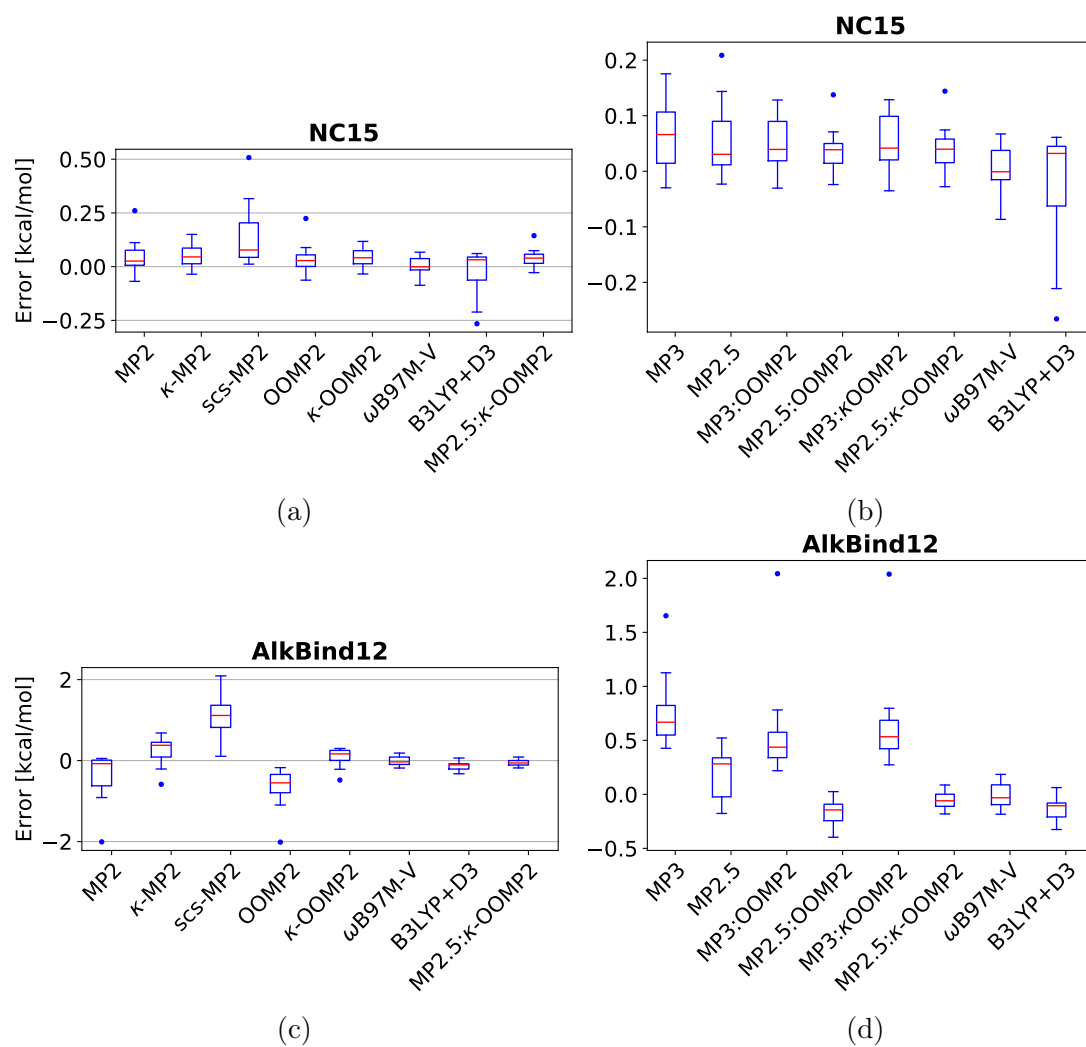 NC15
Error [kcal/mol]
0.50
0.25
0.00
−0.25
MP2
κ-MP2
SCS-MP2
OOMP2
κ-OOMP2
ωB97M-V
B3LYP+D3
MP2.5:κ-OOMP2
(a)
NC15
0.2
0.1
0.0
−0.1
−0.2
MP3
MP2.5
MP3:OOMP2
MP2.5:OOMP2
MP3:κOOMP2
MP2.5:κ-OOMP2
ωB97M-V
B3LYP+D3
(b)
AlkBind12
Error [kcal/mol]
2
0
−2
MP2
κ-MP2
SCS-MP2
OOMP2
κ-OOMP2
ωB97M-V
B3LYP+D3
MP2.5:κ-OOMP2
(c)
AlkBind12
2.0
1.5
1.0
0.5
0.0
−0.5
MP3
MP2.5
MP3:OOMP2
MP2.5:OOMP2
MP3:κOOMP2
MP2.5:κ-OOMP2
ωB97M-V
B3LYP+D3
(d)